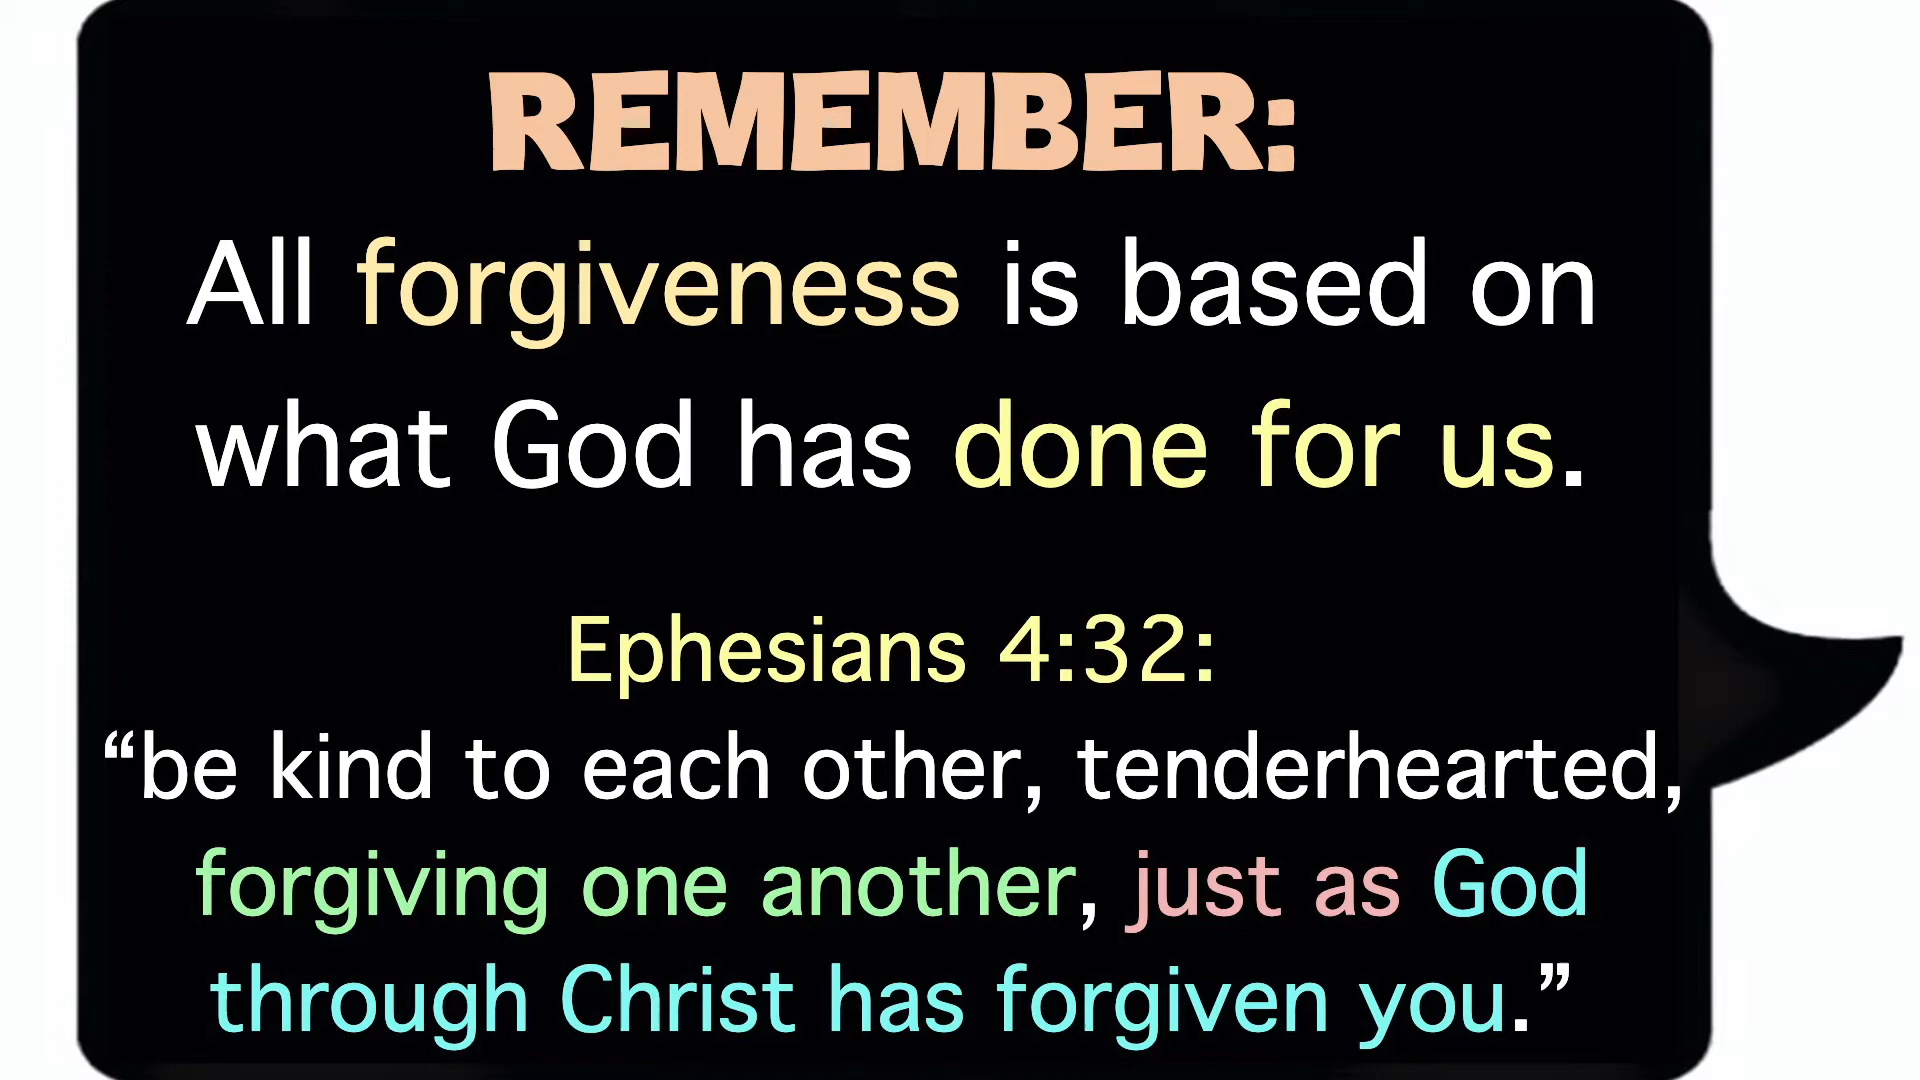 REMEMBER:
All forgiveness is based on
what God has done for us.
Ephesians 4:32:
“be kind to each other, tenderhearted,
forgiving one another, just as God
through Christ has forgiven you.”